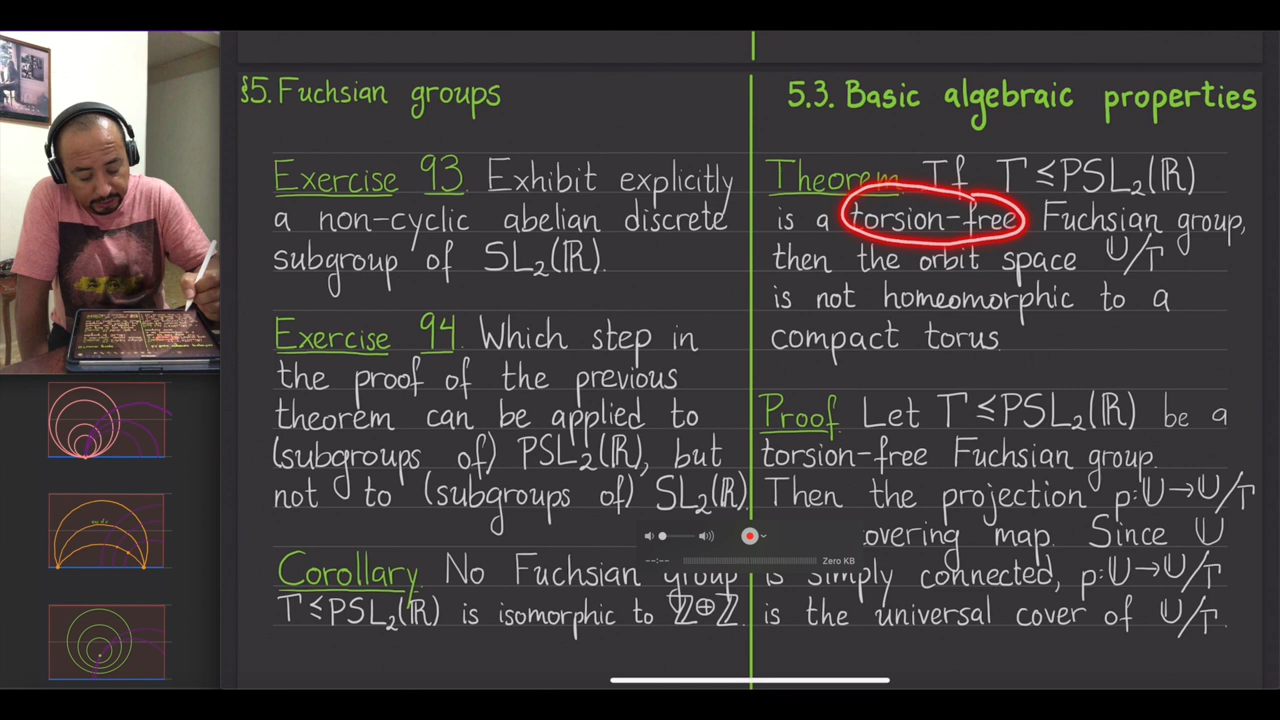 §5. Fuchsian groups
Exercise 93. Exhibit explicitly
a non-cyclic abelian discrete
subgroup of SL₂(ℝ).
Exercise 94. Which step in
the proof of the previous
theorem can be applied to
(subgroups of) PSL₂(ℝ), but
not to (subgroups of) SL₂(ℝ).
Corollary. No Fuchsian group
Γ≤PSL₂(ℝ) is isomorphic to ℤ⊕ℤ.
5.3. Basic algebraic properties
Theorem. If Γ≤PSL₂(ℝ)
is a torsion-free Fuchsian group,
then the orbit space 𝕌/Γ
is not homeomorphic to a
compact torus.
Proof. Let Γ≤PSL₂(ℝ) be a
torsion-free Fuchsian group.
Then the projection p:𝕌→𝕌/Γ
overing map. Since 𝕌
is simply connected, p:𝕌→𝕌/Γ
is the universal cover of 𝕌/Γ.
--:--
Zero KB